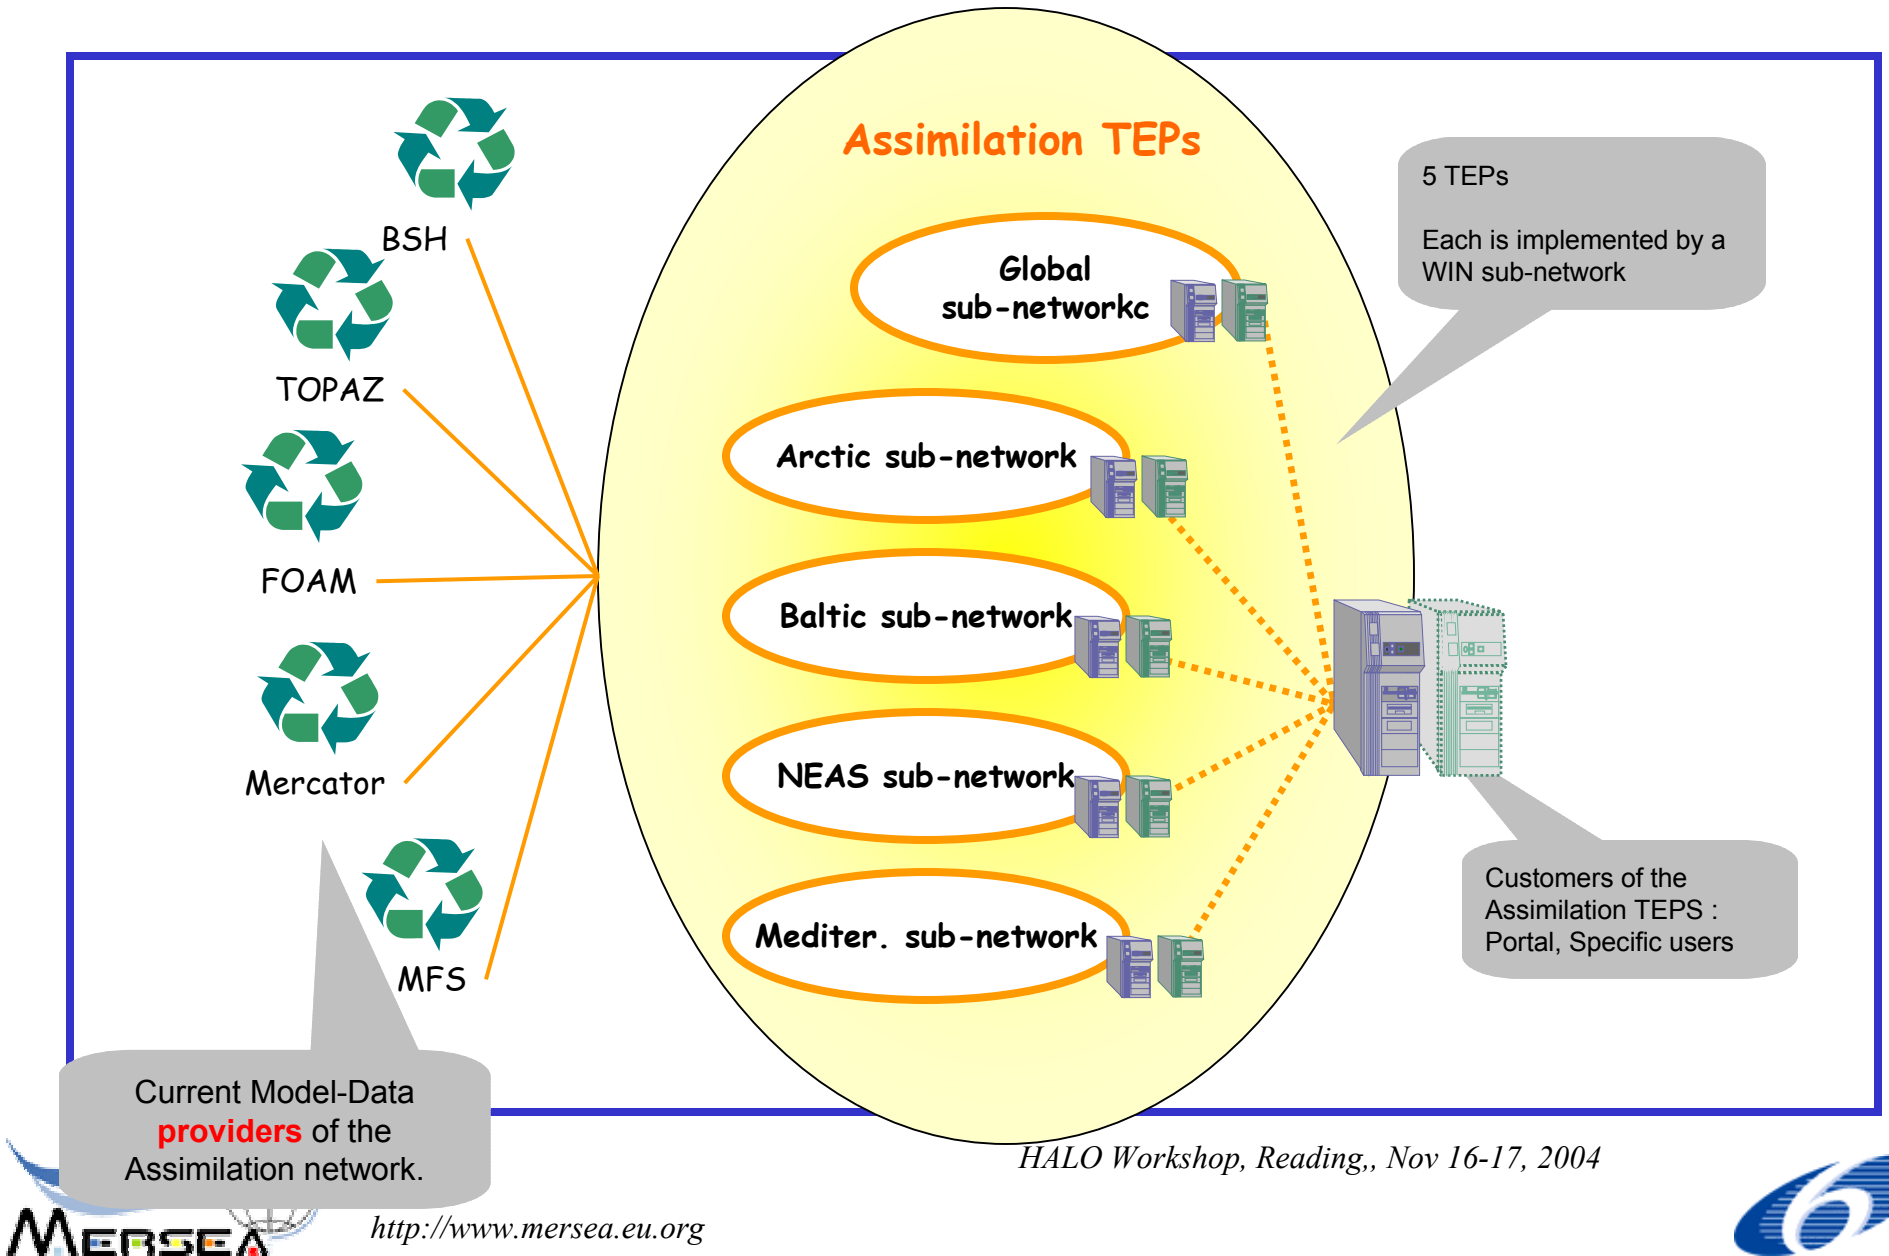 Assimilation TEPs
5 TEPs
Each is implemented by a
WIN sub-network
BSH
TOPAZ
FOAM
Mercator
MFS
Global
sub-networkc
Arctic sub-network
Baltic sub-network
NEAS sub-network
Mediter. sub-network
Customers of the
Assimilation TEPS :
Portal, Specific users
Current Model-Data
providers of the
Assimilation network.
HALO Workshop, Reading,, Nov 16-17, 2004
MERSEA
http://www.mersea.eu.org
6